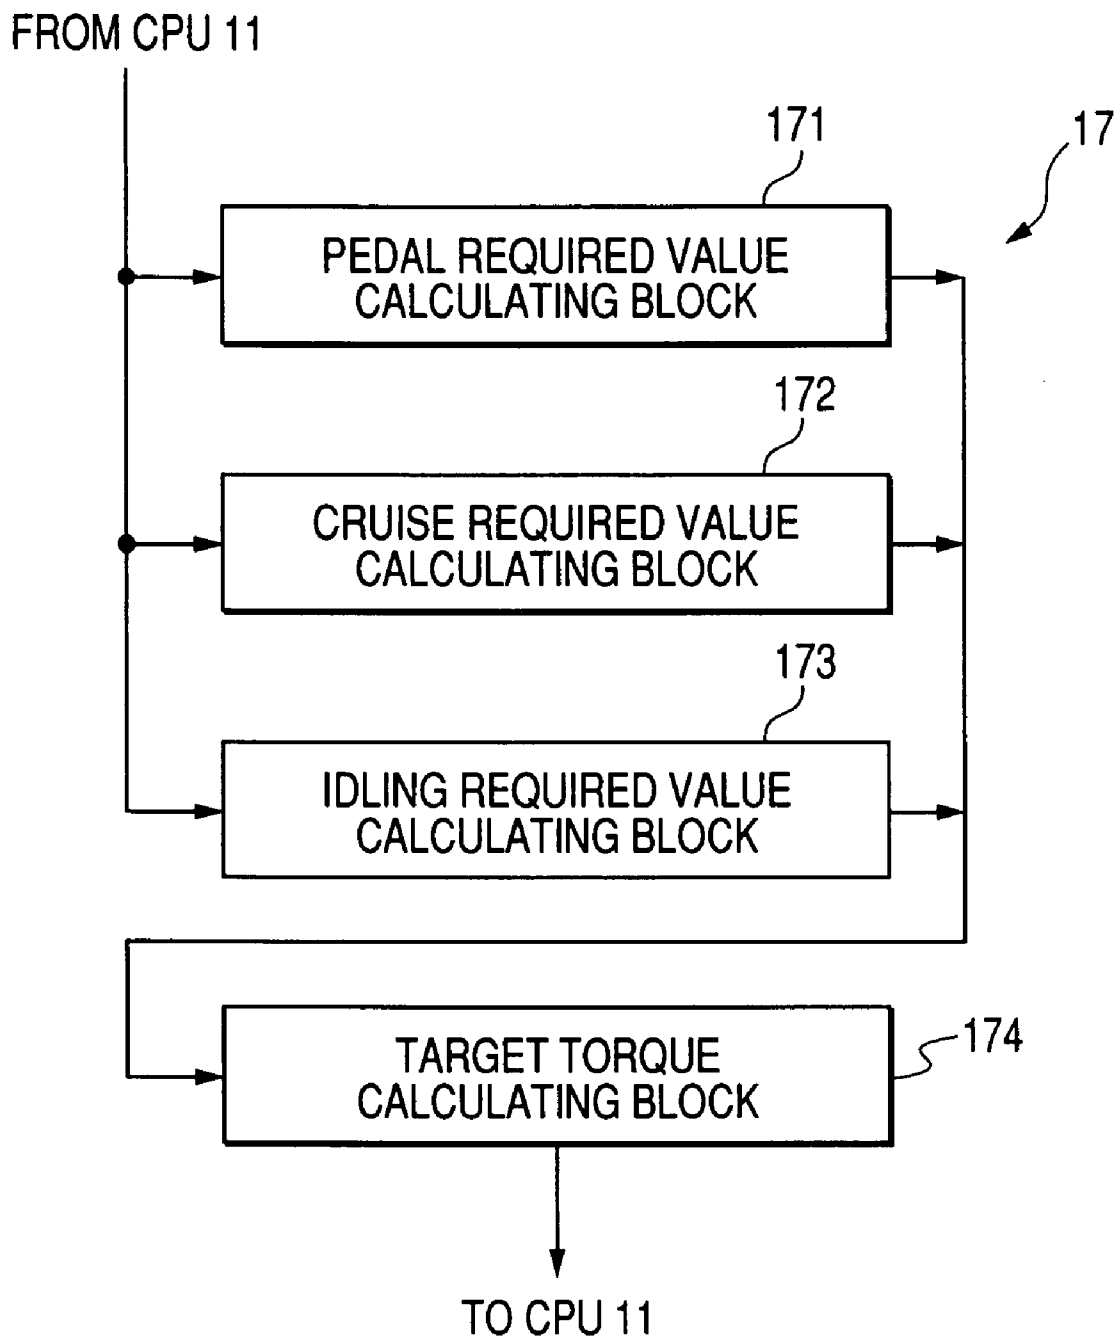 FROM CPU 11
171
17
PEDAL REQUIRED VALUE
CALCULATING BLOCK
172
CRUISE REQUIRED VALUE
CALCULATING BLOCK
173
IDLING REQUIRED VALUE
CALCULATING BLOCK
174
TARGET TORQUE
CALCULATING BLOCK
TO CPU 11